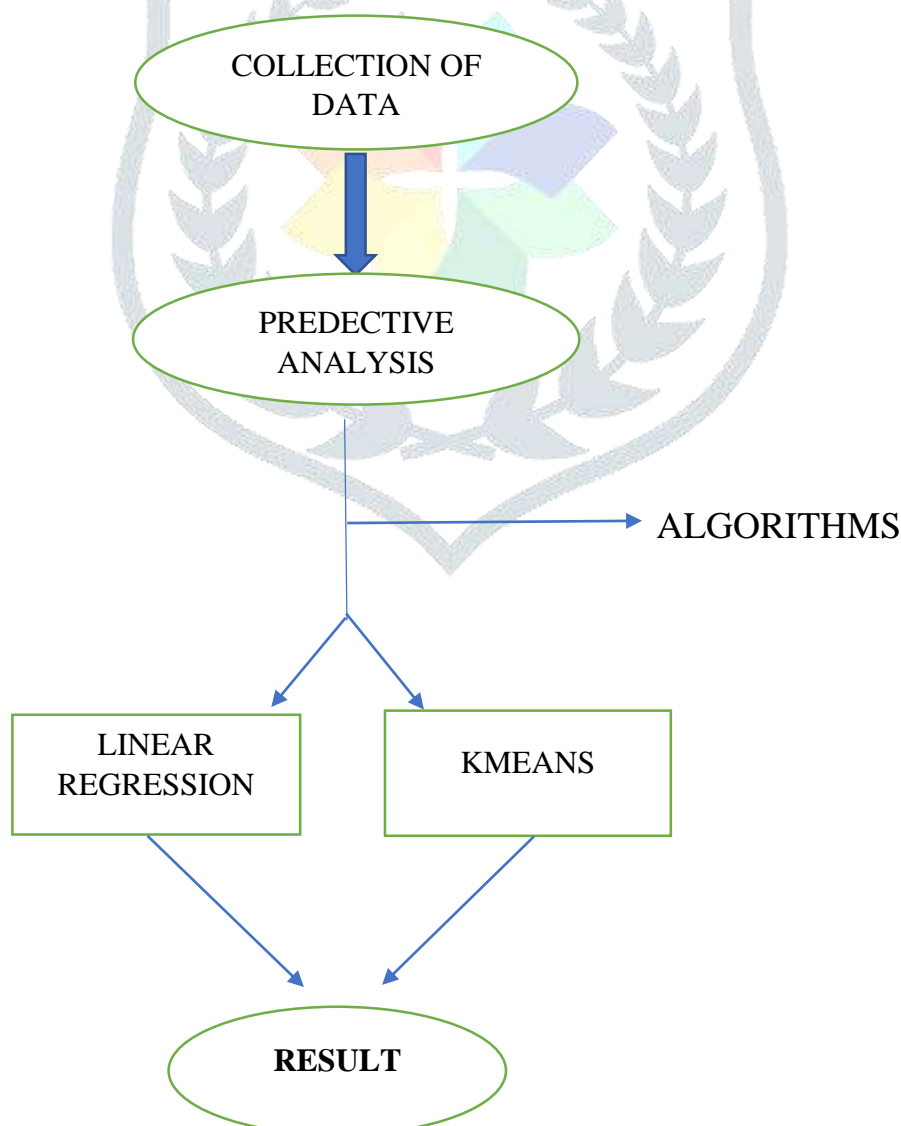 COLLECTION OF
DATA
PREDECTIVE
ANALYSIS
ALGORITHMS
LINEAR
REGRESSION
KMEANS
RESULT